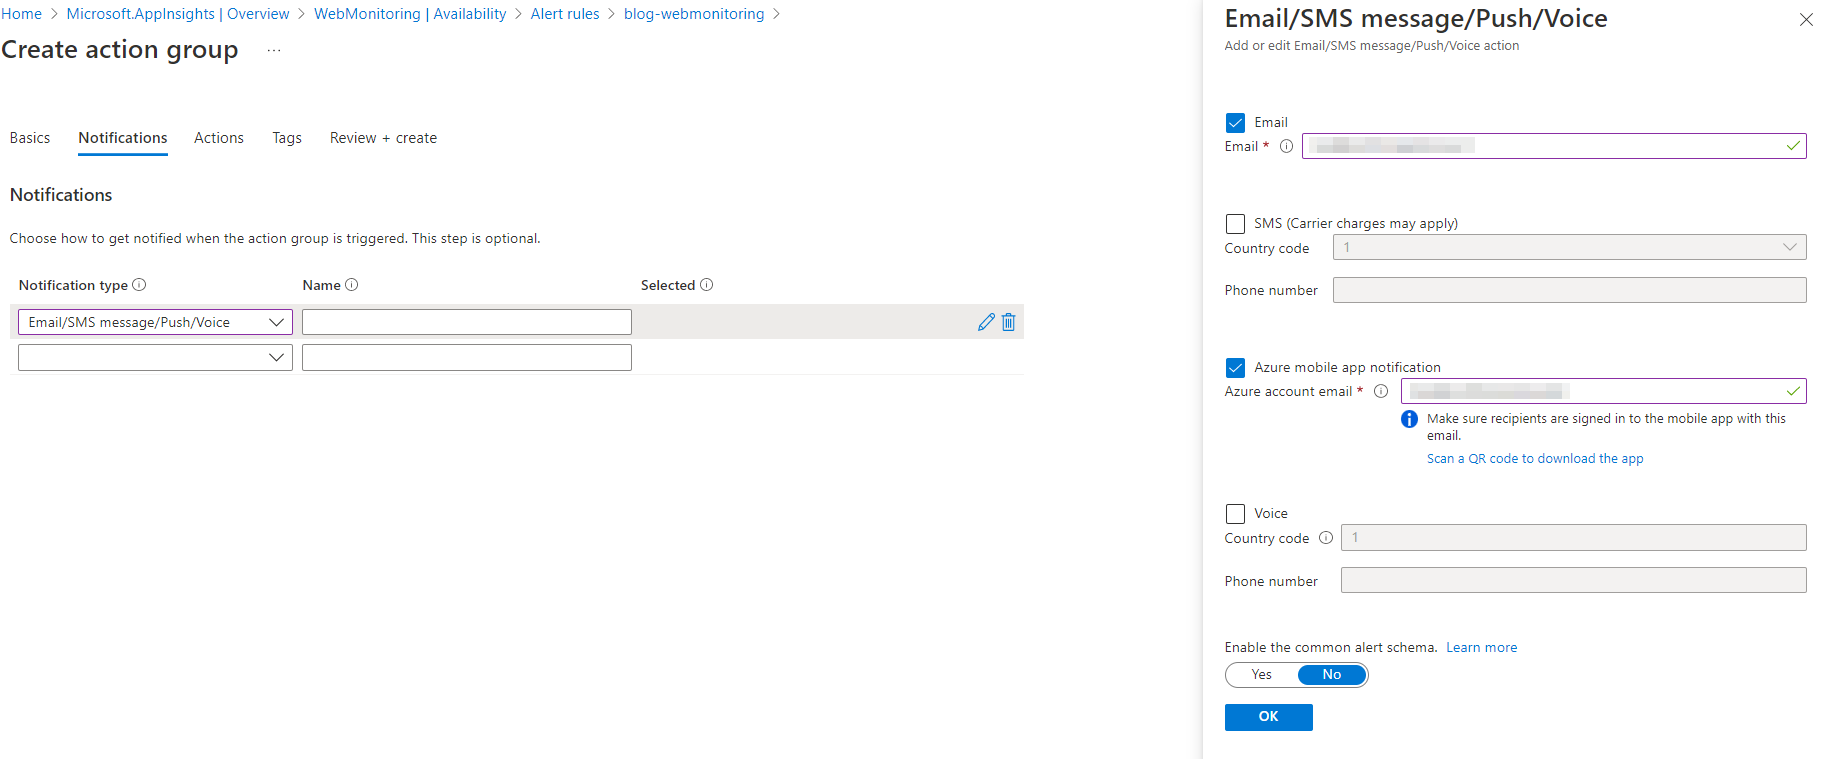 Home > Microsoft.AppInsights | Overview > WebMonitoring | Availability > Alert rules > blog-webmonitoring >
Create action group ...
Basics Notifications Actions Tags Review + create
Notifications
Choose how to get notified when the action group is triggered. This step is optional.
Notification type Name Selected
Email/SMS message/Push/Voice
Email/SMS message/Push/Voice
Add or edit Email/SMS message/Push/Voice action
Email
Email *
SMS (Carrier charges may apply)
Country code 1
Phone number
Azure mobile app notification
Azure account email *
Make sure recipients are signed in to the mobile app with this
email.
Scan a QR code to download the app
Voice
Country code 1
Phone number
Enable the common alert schema. Learn more
Yes No
OK